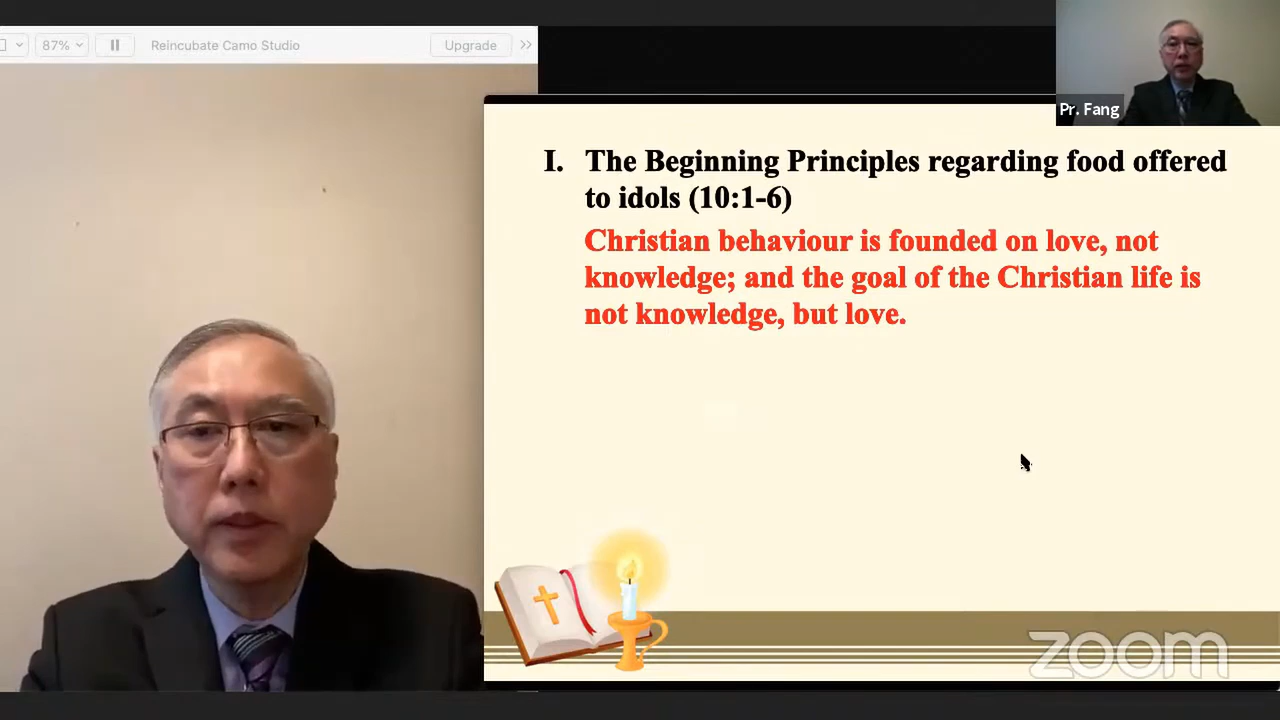 87%
Reincubate Camo Studio
Upgrade
Pr. Fang
I. The Beginning Principles regarding food offered
to idols (10:1-6)
Christian behaviour is founded on love, not
knowledge; and the goal of the Christian life is
not knowledge, but love.
zoom